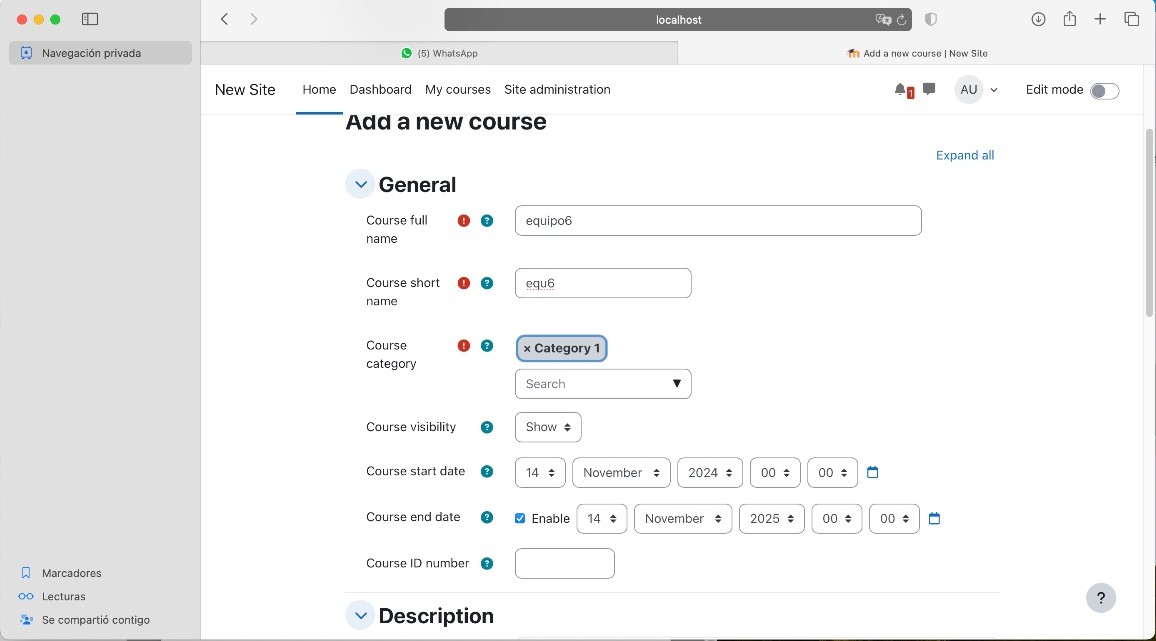 localhost
Navegación privada
(5) WhatsApp
Add a new course | New Site
New Site
Home
Dashboard
My courses
Site administration
1
AU
Edit mode
Add a new course
Expand all
General
Course full name
! ?
equipo6
Course short name
! ?
equ6
Course category
! ?
× Category 1
Search ▼
Course visibility
?
Show
Course start date
?
14 November 2024 00 00
Course end date
?
Enable 14 November 2025 00 00
Course ID number
?
Description
?
Marcadores
Lecturas
Se compartió contigo